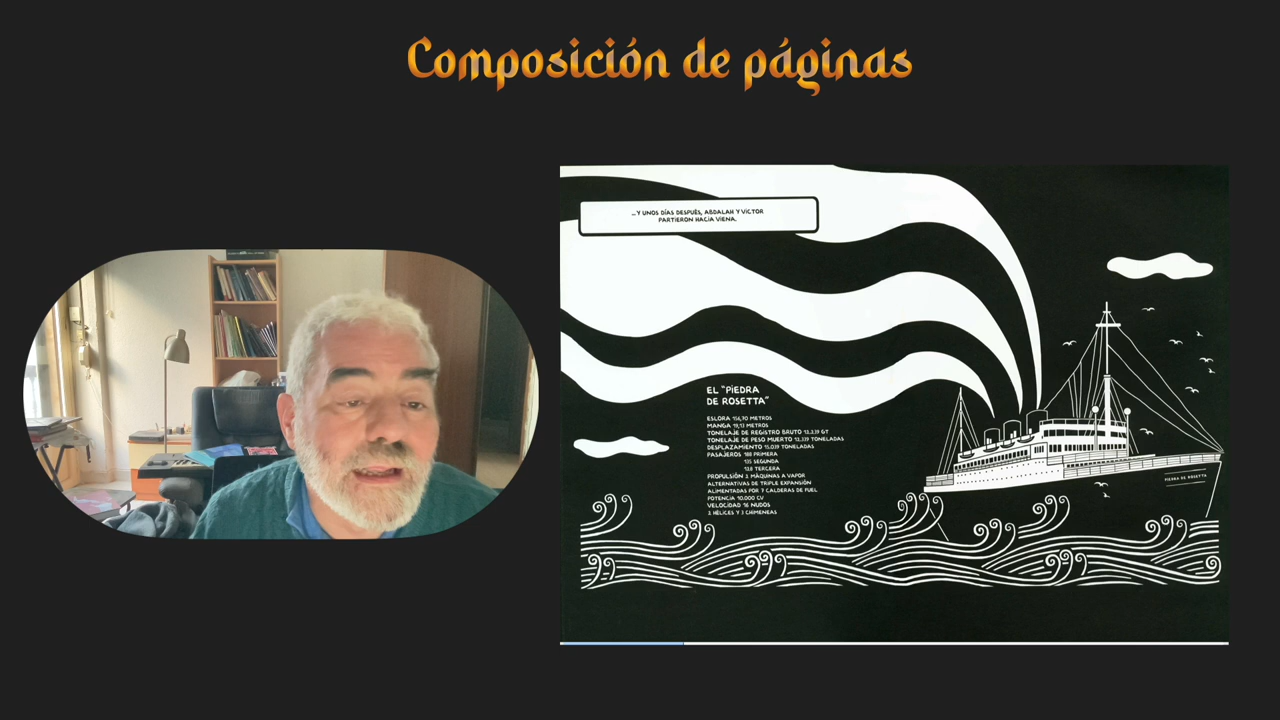 Composición de páginas
...Y UNOS DÍAS DESPUÉS, ABDALAH Y VÍCTOR
PARTIERON HACIA VIENA.
EL "PIEDRA
DE ROSETTA"
ESLORA 156,70 METROS
MANGA 19,13 METROS
TONELAJE DE REGISTRO BRUTO 12.239 GT
TONELAJE DE PESO MUERTO 12.339 TONELADAS
DESPLAZAMIENTO 15.039 TONELADAS
PASAJEROS 188 PRIMERA
135 SEGUNDA
128 TERCERA
PROPULSIÓN 2 MÁQUINAS A VAPOR
ALTERNATIVAS DE TRIPLE EXPANSIÓN
ALIMENTADAS POR 7 CALDERAS DE FUEL
POTENCIA 10.000 CV
VELOCIDAD 16 NUDOS
2 HÉLICES Y 3 CHIMENEAS
PIEDRA DE ROSETTA